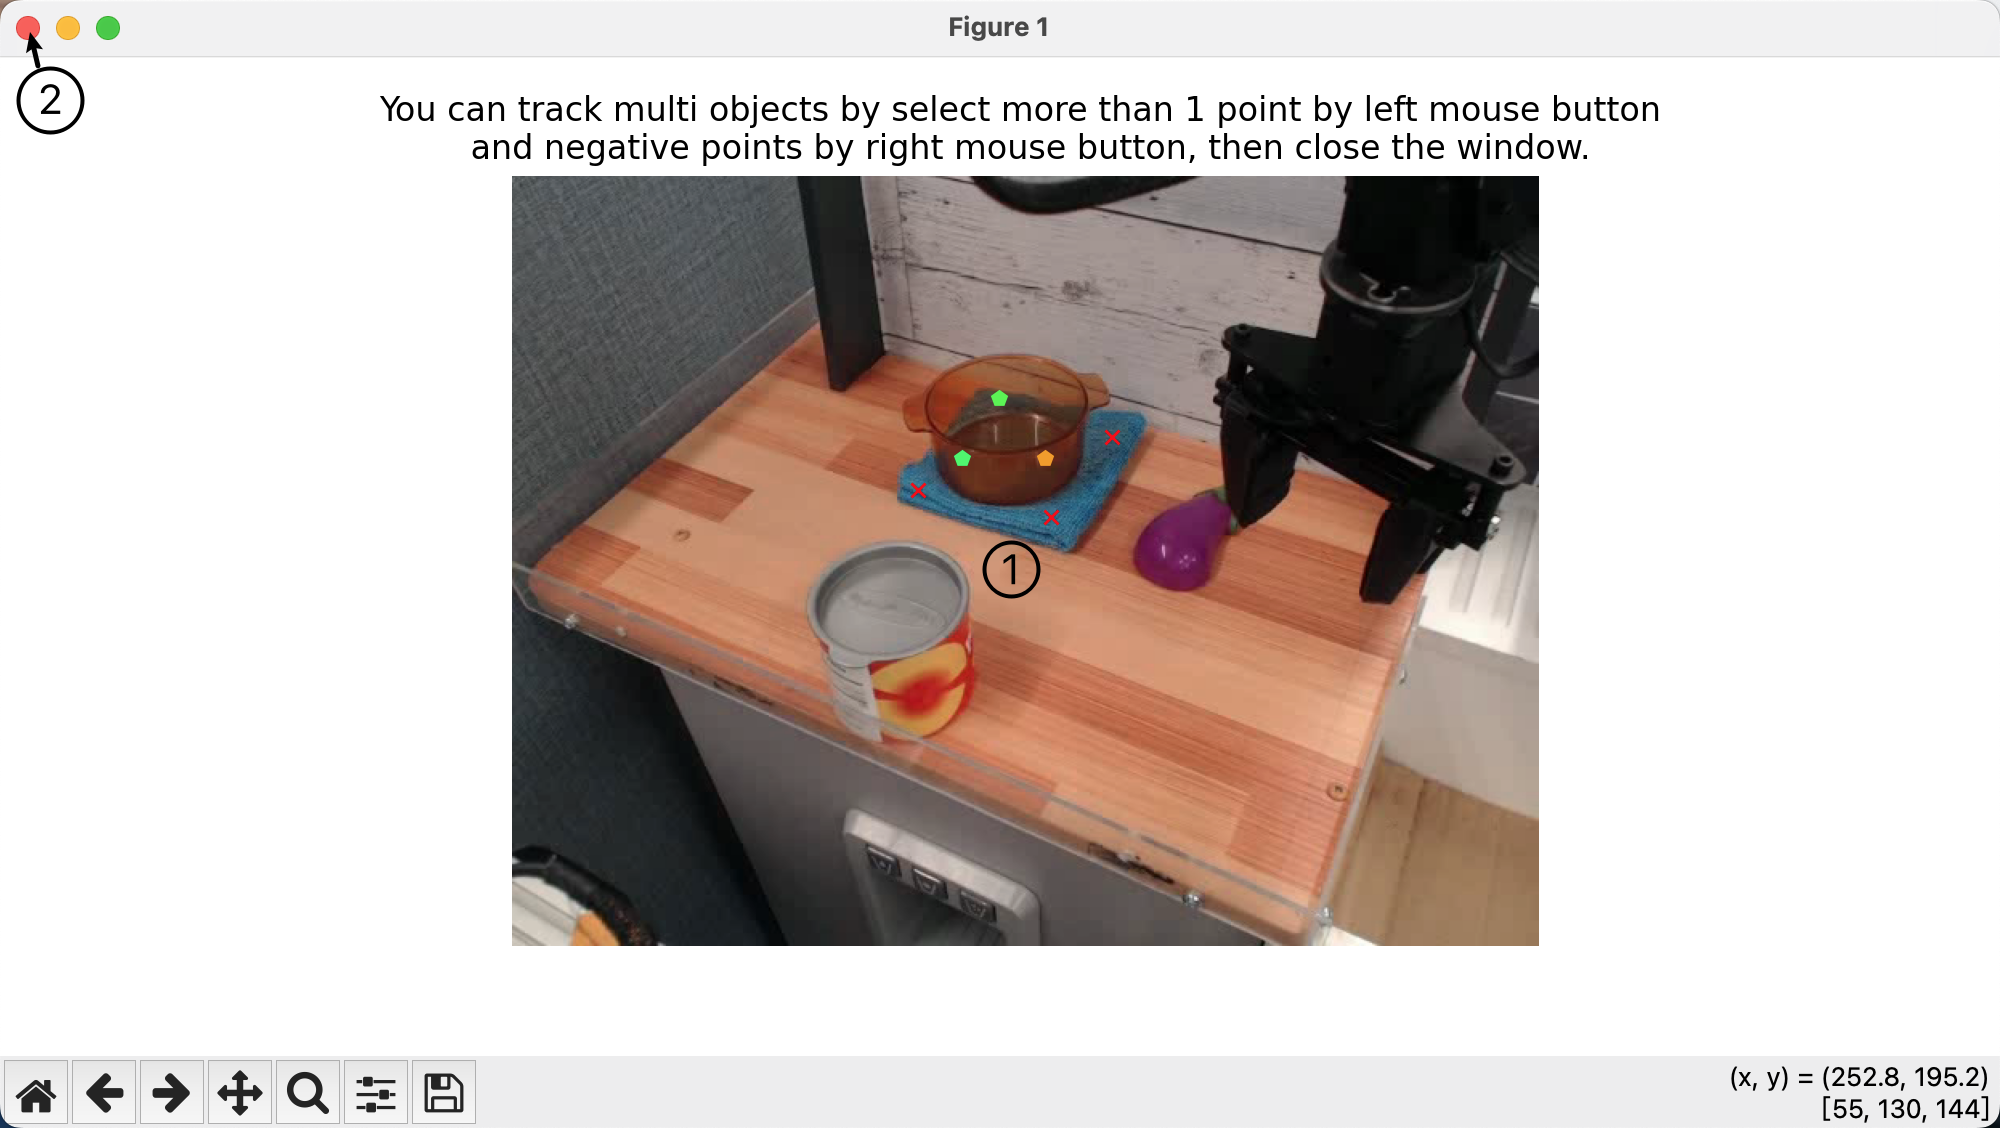 Figure 1
2
You can track multi objects by select more than 1 point by left mouse button
and negative points by right mouse button, then close the window.
1
(x, y) = (252.8, 195.2)
[55, 130, 144]